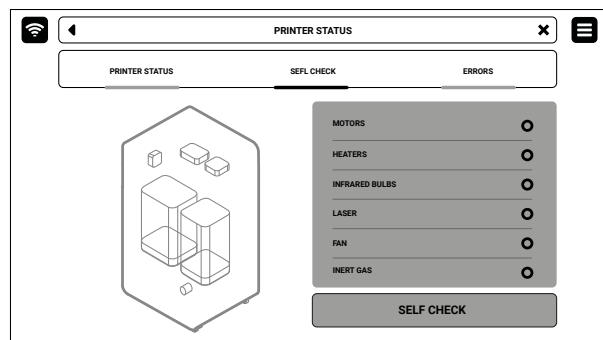 PRINTER STATUS
PRINTER STATUS
SEFL CHECK
ERRORS
MOTORS
HEATERS
INFRARED BULBS
LASER
FAN
INERT GAS
SELF CHECK